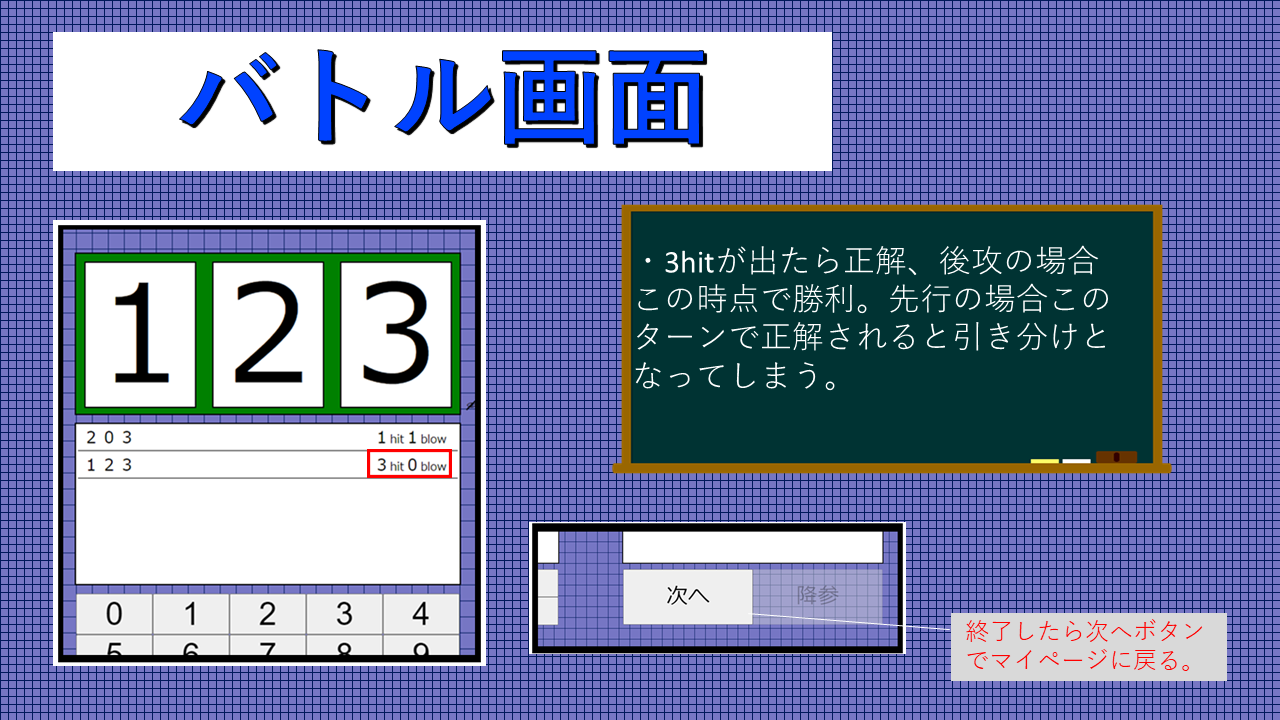 バトル画面
1 2 3
2 0 3 1 hit 1 blow
1 2 3 3 hit 0 blow
0 1 2 3 4
5 6 7 8 9
・3hitが出たら正解、後攻の場合
この時点で勝利。先行の場合この
ターンで正解されると引き分けと
なってしまう。
次へ 降参
終了したら次へボタン
でマイページに戻る。